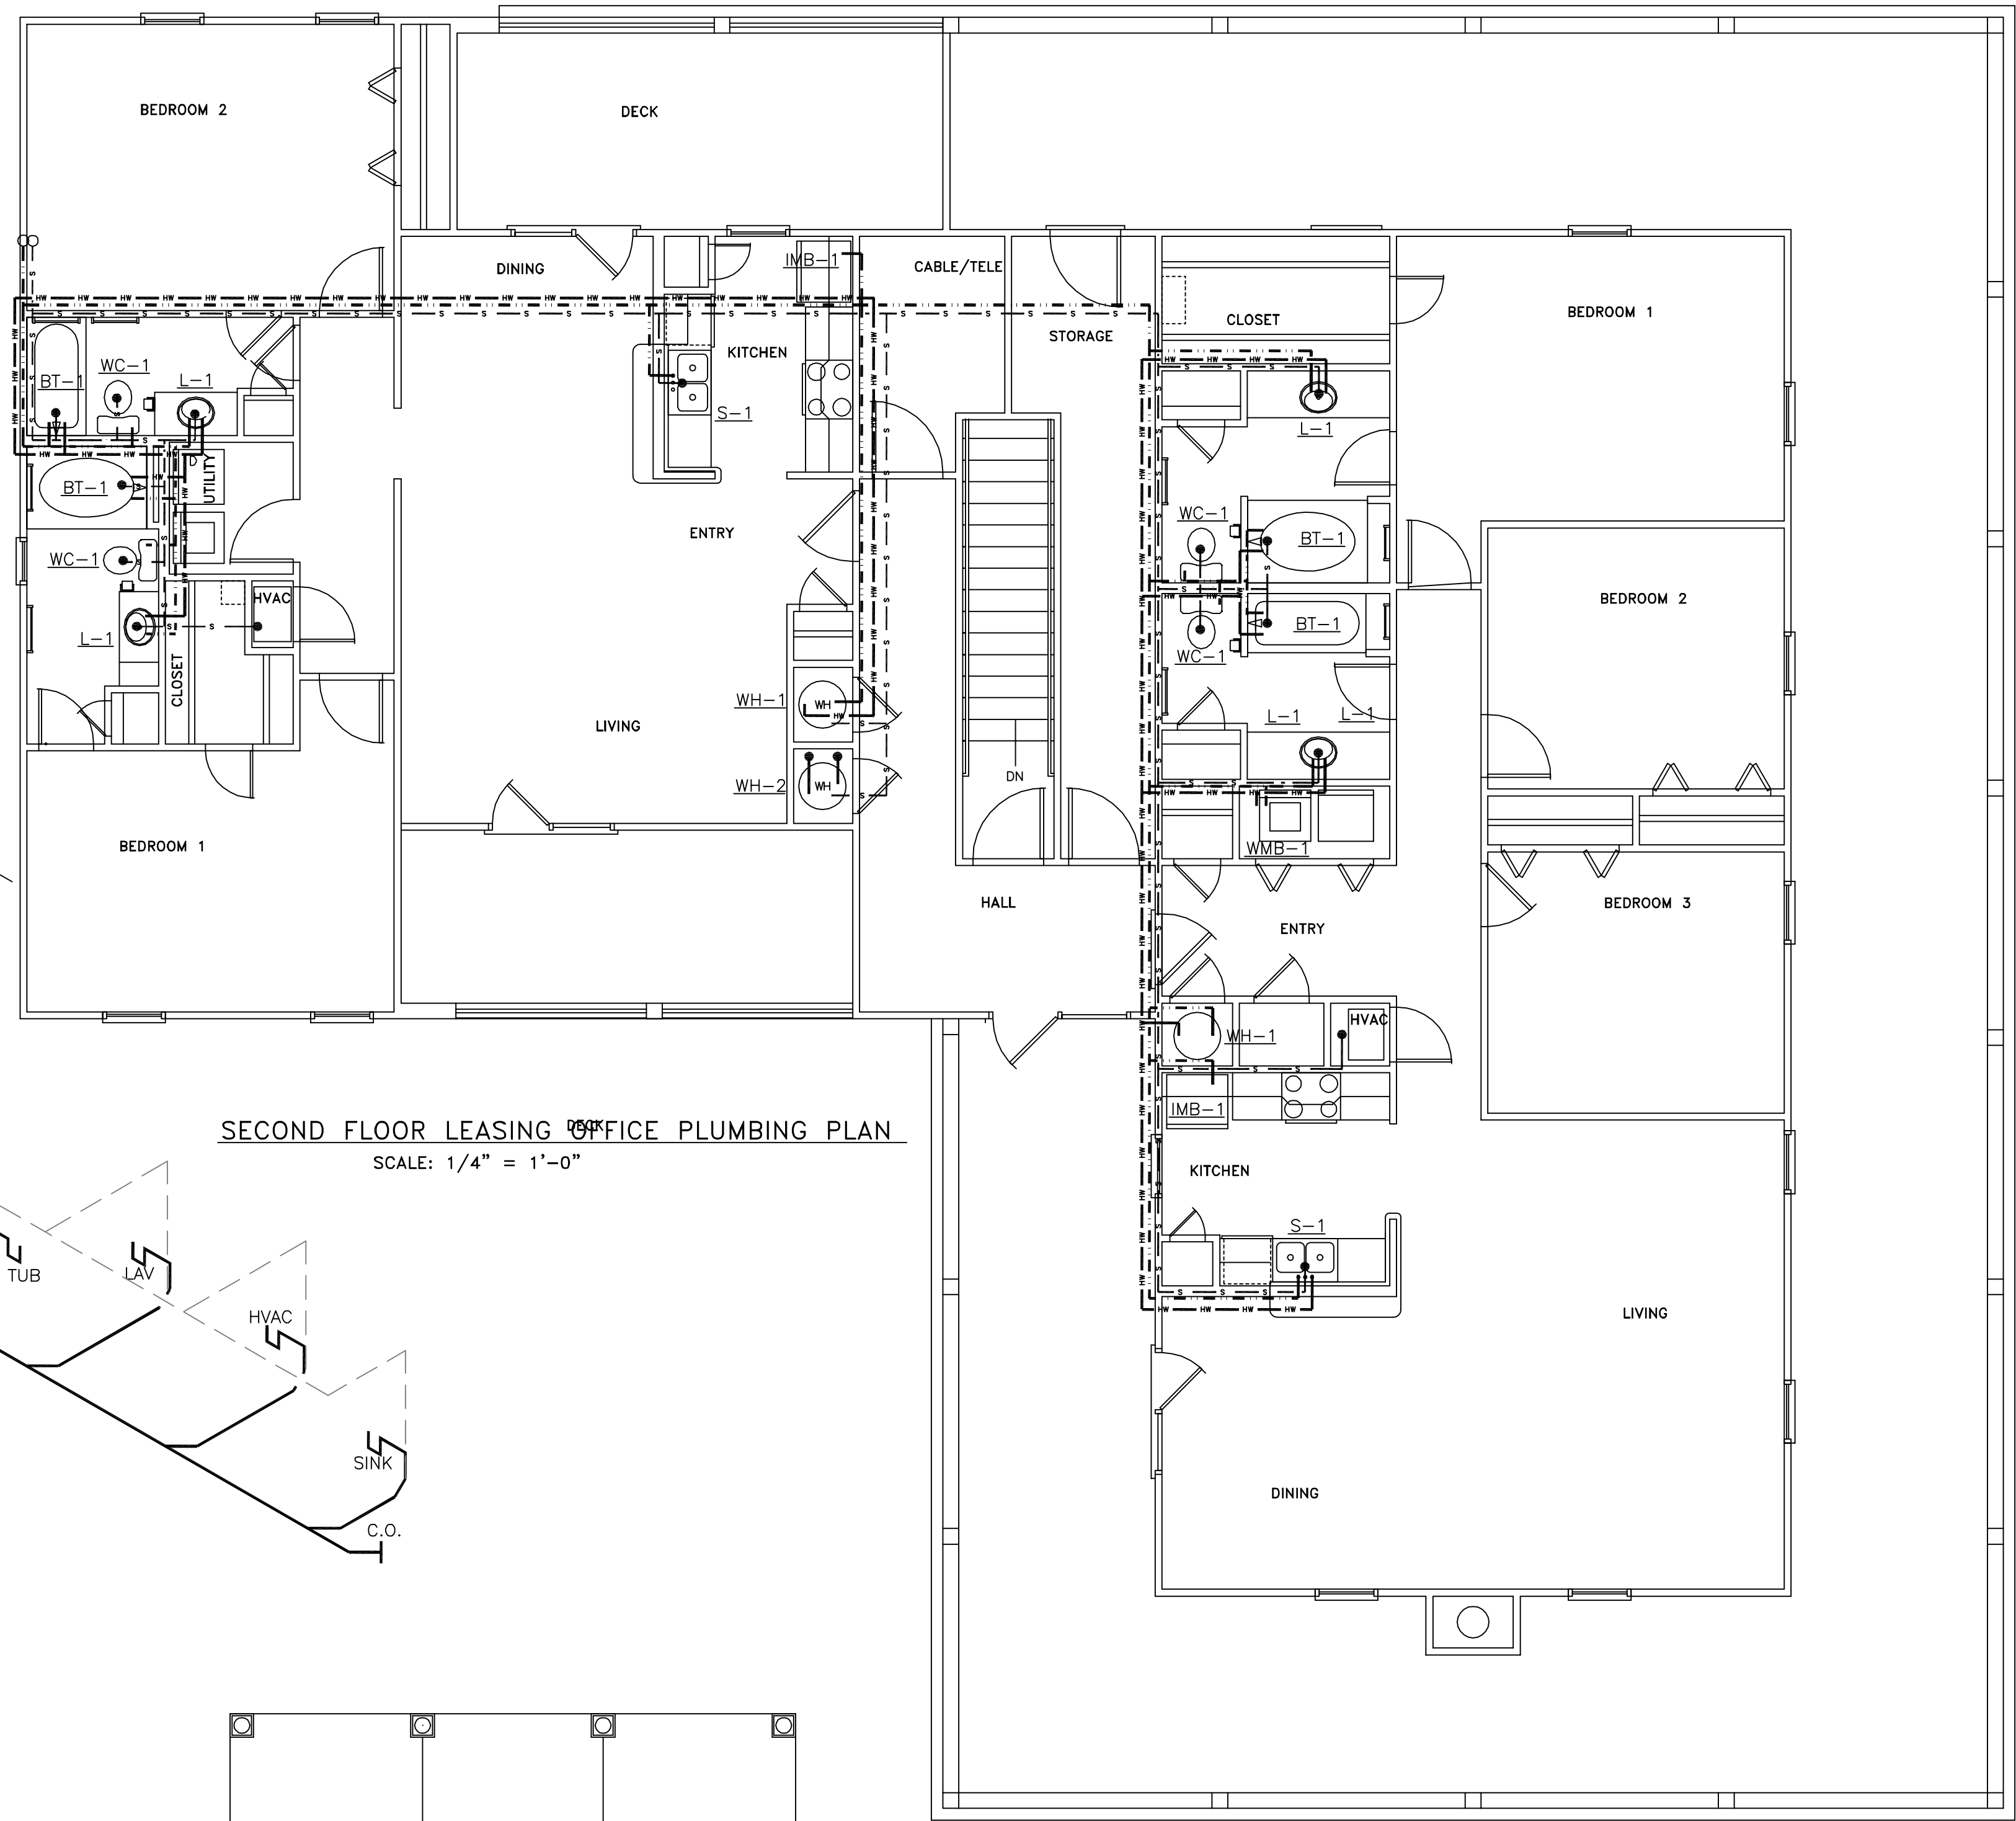 BEDROOM 2
DECK
DINING
IMB-1
CABLE/TELE
BEDROOM 1
CLOSET
STORAGE
KITCHEN
WC-1
BT-1
L-1
S-1
L-1
D
UTILITY
BT-1
WC-1
WC-1
BT-1
ENTRY
HVAC
BEDROOM 2
BT-1
L-1
WC-1
CLOSET
WH-1
WH
L-1
L-1
LIVING
WH-2
WH
DN
BEDROOM 1
WMB-1
HALL
BEDROOM 3
ENTRY
HVAC
WH-1
IMB-1
DECK
SECOND FLOOR LEASING OFFICE PLUMBING PLAN
SCALE: 1/4" = 1'-0"
KITCHEN
S-1
TUB
LAV
HVAC
LIVING
SINK
DINING
C.O.